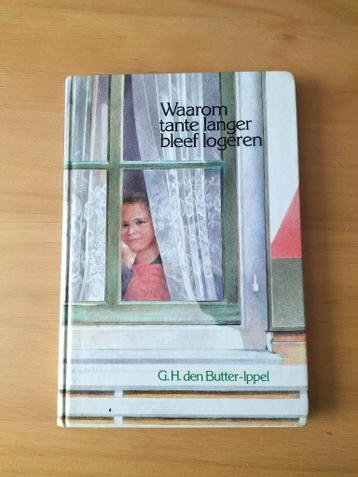 Waarom
tante langer
bleef logeren
G.H. den Butter-Ippel